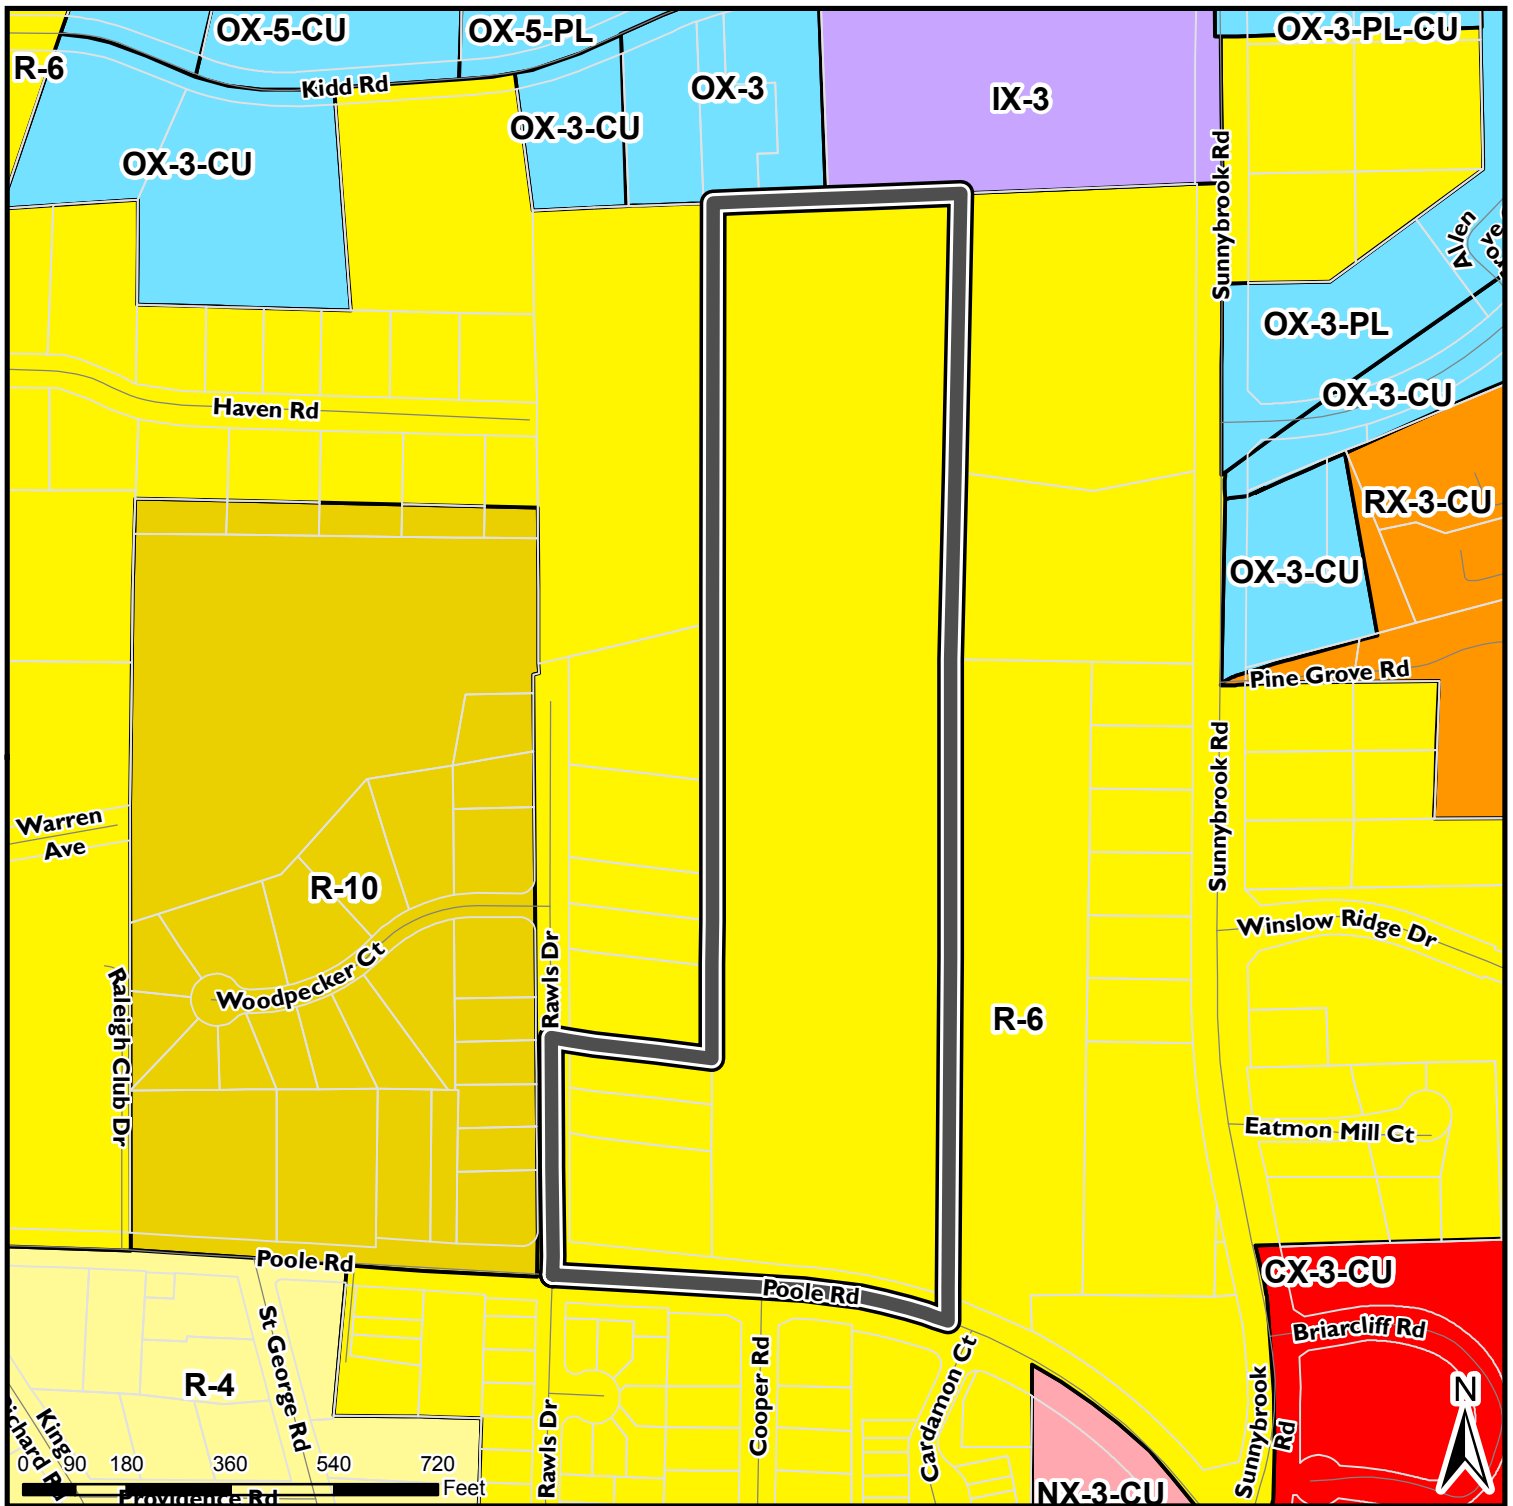 OX-5-CU
OX-5-PL
OX-3-PL-CU
R-6
Kidd Rd
OX-3
IX-3
OX-3-CU
OX-3-CU
Sunnybrook Rd
Allen
OX-3-PL
OX-3-CU
Haven Rd
RX-3-CU
OX-3-CU
Pine Grove Rd
Sunnybrook Rd
Warren
Ave
R-10
Winslow Ridge Dr
Woodpecker Ct
Rawls Dr
Raleigh Club Dr
R-6
Eatmon Mill Ct
Poole Rd
Poole Rd
CX-3-CU
St George Rd
Briarcliff Rd
Cooper Rd
Cardamon Ct
R-4
Rawls Dr
Sunnybrook
Rd
N
King
0 90 180 360 540 720
Feet
Providence Rd
NX-3-CU